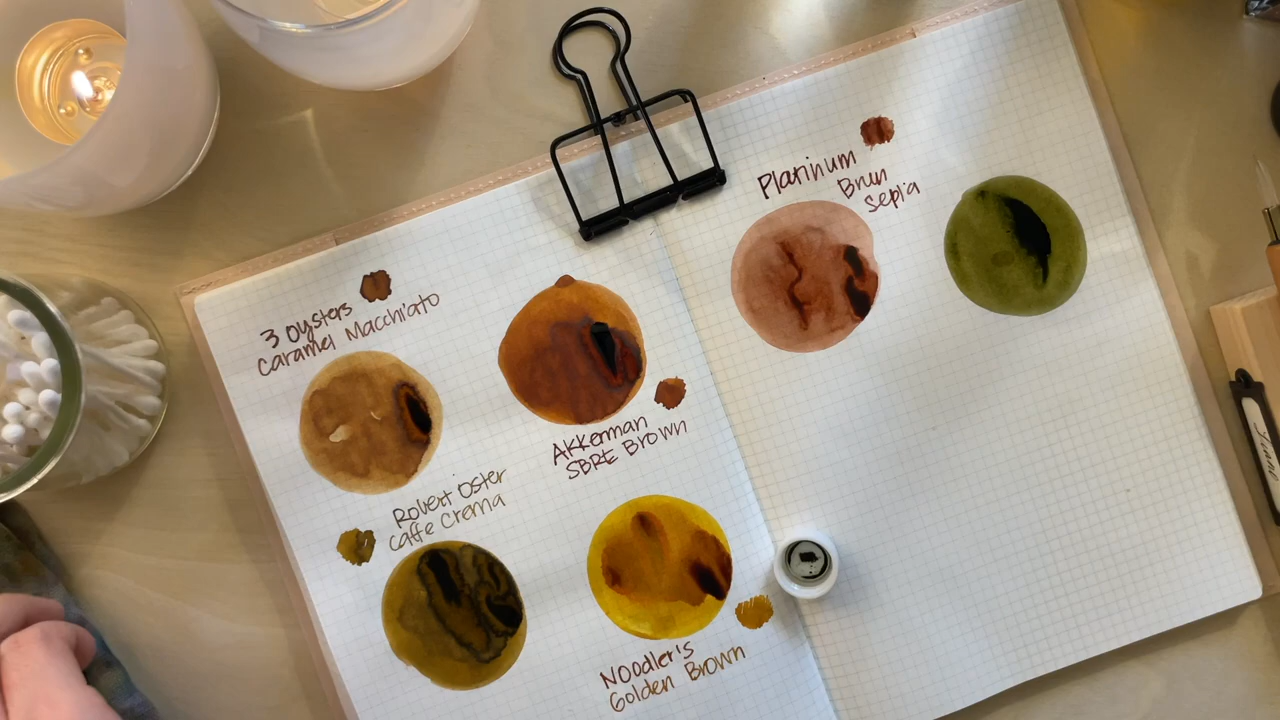 3 Oysters
Caramel Macchiato
Akkerman
SBRE Brown
Robert Oster
Caffe Crema
Noodler's
Golden Brown
Platinum
Brun
Sepia